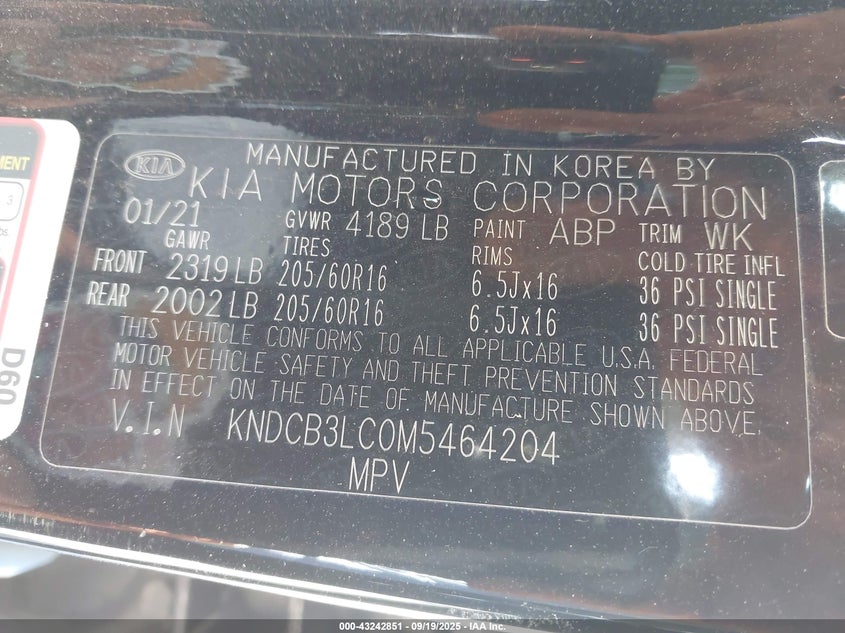 MENT
3
bs.
D60
KIA MANUFACTURED IN KOREA BY
KIA MOTORS CORPORATION
01/21 GVWR 4189 LB PAINT ABP TRIM WK
GAWR TIRES RIMS COLD TIRE INFL
FRONT 2319 LB 205/60R16 6.5Jx16 36 PSI SINGLE
REAR 2002 LB 205/60R16 6.5Jx16 36 PSI SINGLE
THIS VEHICLE CONFORMS TO ALL APPLICABLE U.S.A. FEDERAL
MOTOR VEHICLE SAFETY AND THEFT PREVENTION STANDARDS
IN EFFECT ON THE DATE OF MANUFACTURE SHOWN ABOVE.
V.I.N KNDCB3LC0M5464204
MPV
000-43242851 - 09/19/2025 - IAA Inc.